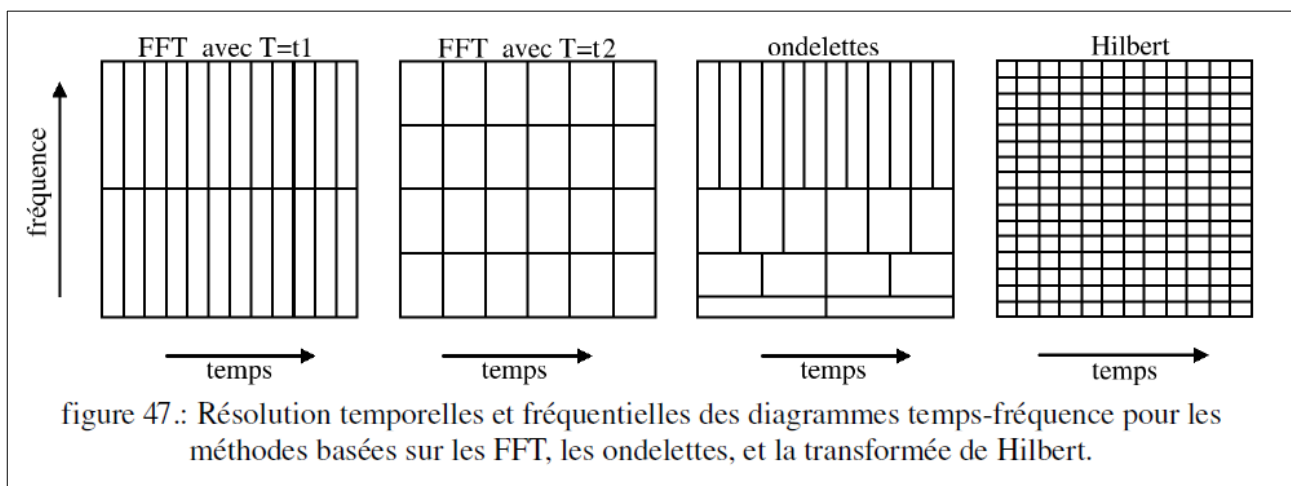 FFT avec T=t1
FFT avec T=t2
ondelettes
Hilbert
fréquence
temps
temps
temps
temps
figure 47.: Résolution temporelles et fréquentielles des diagrammes temps-fréquence pour les
méthodes basées sur les FFT, les ondelettes, et la transformée de Hilbert.